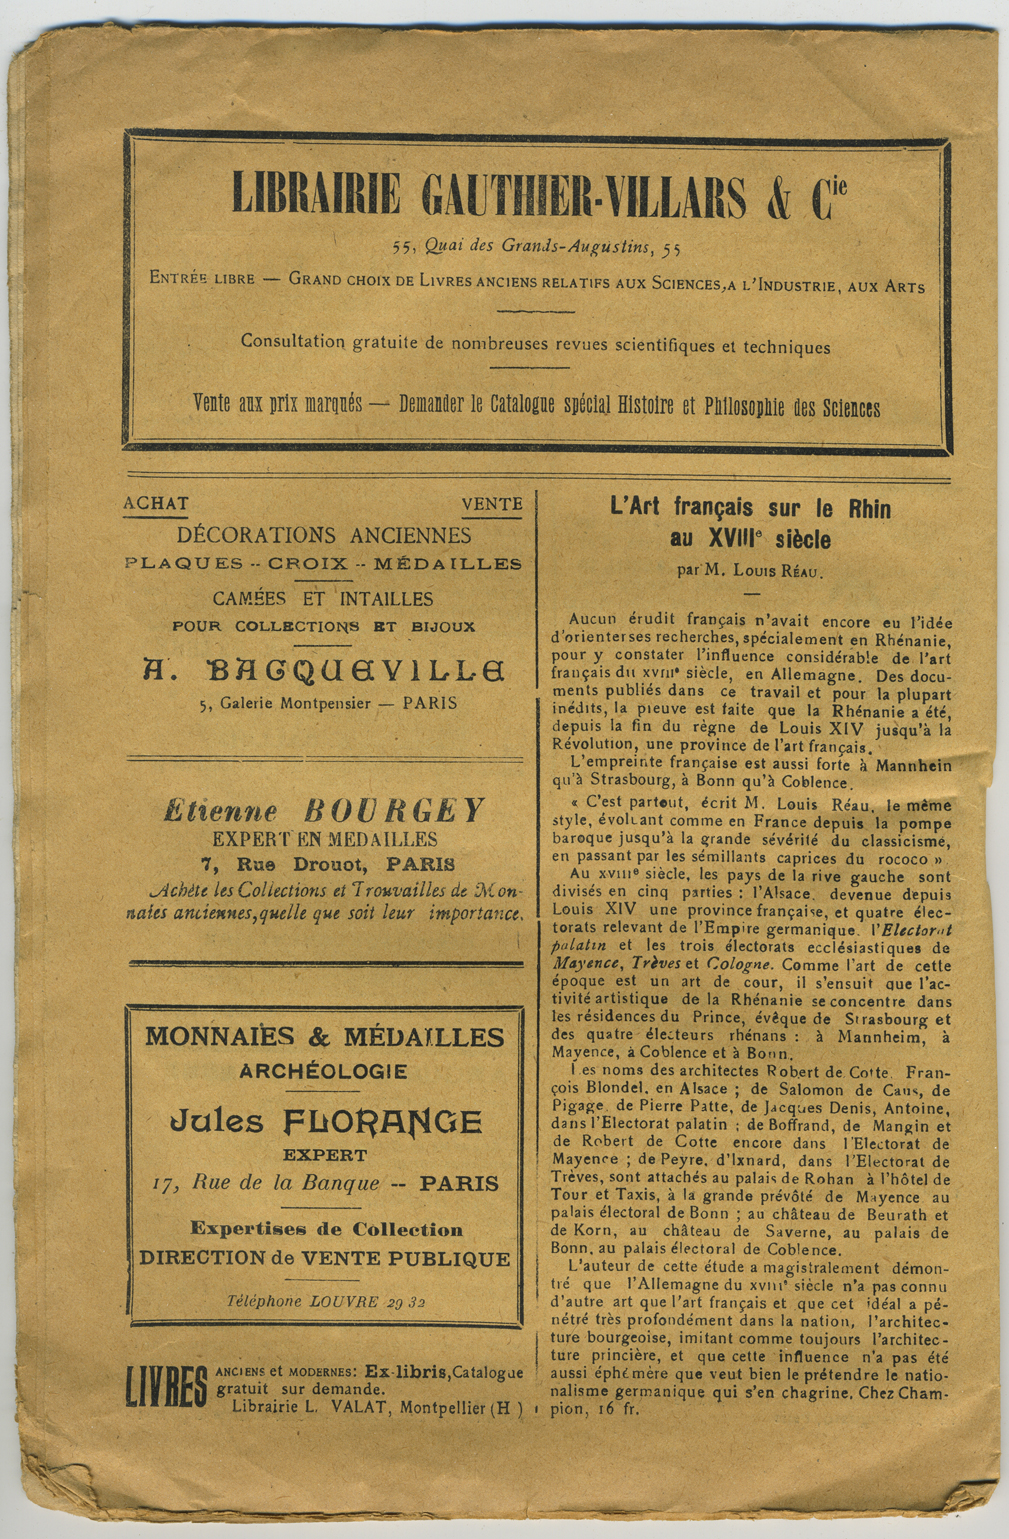 LIBRAIRIE GAUTHIER-VILLARS & Cie
55, Quai des Grands-Augustins, 55
ENTRÉE LIBRE — GRAND CHOIX DE LIVRES ANCIENS RELATIFS AUX SCIENCES, A L'INDUSTRIE, AUX ARTS
Consultation gratuite de nombreuses revues scientifiques et techniques
Vente aux prix marqués — Demander le Catalogue spécial Histoire et Philosophie des Sciences
ACHAT VENTE
DÉCORATIONS ANCIENNES
PLAQUES -- CROIX -- MÉDAILLES
CAMÉES ET INTAILLES
POUR COLLECTIONS ET BIJOUX
A. BACQUEVILLE
5, Galerie Montpensier — PARIS
Etienne BOURGEY
EXPERT EN MEDAILLES
7, Rue Drouot, PARIS
Achète les Collections et Trouvailles de Mon-
naies anciennes, quelle que soit leur importance.
MONNAIES & MÉDAILLES
ARCHÉOLOGIE
Jules FLORANGE
EXPERT
17, Rue de la Banque -- PARIS
Expertises de Collection
DIRECTION de VENTE PUBLIQUE
Téléphone LOUVRE 29 32
LIVRES ANCIENS et MODERNES: Ex-libris, Catalogue
gratuit sur demande.
Librairie L. VALAT, Montpellier (H )
L'Art français sur le Rhin
au XVIIIe siècle
par M. LOUIS RÉAU.
Aucun érudit français n'avait encore eu l'idée
d'orienter ses recherches, spécialement en Rhénanie,
pour y constater l'influence considérable de l'art
français du XVIIIe siècle, en Allemagne. Des docu-
ments publiés dans ce travail et pour la plupart
inédits, la pieuve est faite que la Rhénanie a été,
depuis la fin du règne de Louis XIV jusqu'à la
Révolution, une province de l'art français.
L'empreinte française est aussi forte à Mannhein
qu'à Strasbourg, à Bonn qu'à Coblence.
« C'est partout, écrit M. Louis Réau, le même
style, évoluant comme en France depuis la pompe
baroque jusqu'à la grande sévérité du classicisme,
en passant par les sémillants caprices du rococo »
Au XVIIIe siècle, les pays de la rive gauche sont
divisés en cinq parties : l'Alsace, devenue depuis
Louis XIV une province française, et quatre élec-
torats relevant de l'Empire germanique. l'Electorat
palatin et les trois électorats ecclésiastiques de
Mayence, Trèves et Cologne. Comme l'art de cette
époque est un art de cour, il s'ensuit que l'ac-
tivité artistique de la Rhénanie se concentre dans
les résidences du Prince, évêque de Strasbourg et
des quatre électeurs rhénans : à Mannheim, à
Mayence, à Coblence et à Bonn.
Les noms des architectes Robert de Cotte, Fran-
çois Blondel, en Alsace ; de Salomon de Caus, de
Pigage, de Pierre Patte, de Jacques Denis, Antoine,
dans l'Electorat palatin ; de Boffrand, de Mangin et
de Robert de Cotte encore dans l'Electorat de
Mayence ; de Peyre, d'Ixnard, dans l'Electorat de
Trèves, sont attachés au palais de Rohan à l'hôtel de
Tour et Taxis, à la grande prévôté de Mayence au
palais électoral de Bonn ; au château de Beurath et
de Korn, au château de Saverne, au palais de
Bonn, au palais électoral de Coblence.
L'auteur de cette étude a magistralement démon-
tré que l'Allemagne du XVIIIe siècle n'a pas connu
d'autre art que l'art français et que cet idéal a pé-
nétré très profondément dans la nation, l'architec-
ture bourgeoise, imitant comme toujours l'architec-
ture princière, et que cette influence n'a pas été
aussi éphémère que veut bien le prétendre le natio-
nalisme germanique qui s'en chagrine. Chez Cham-
pion, 16 fr.